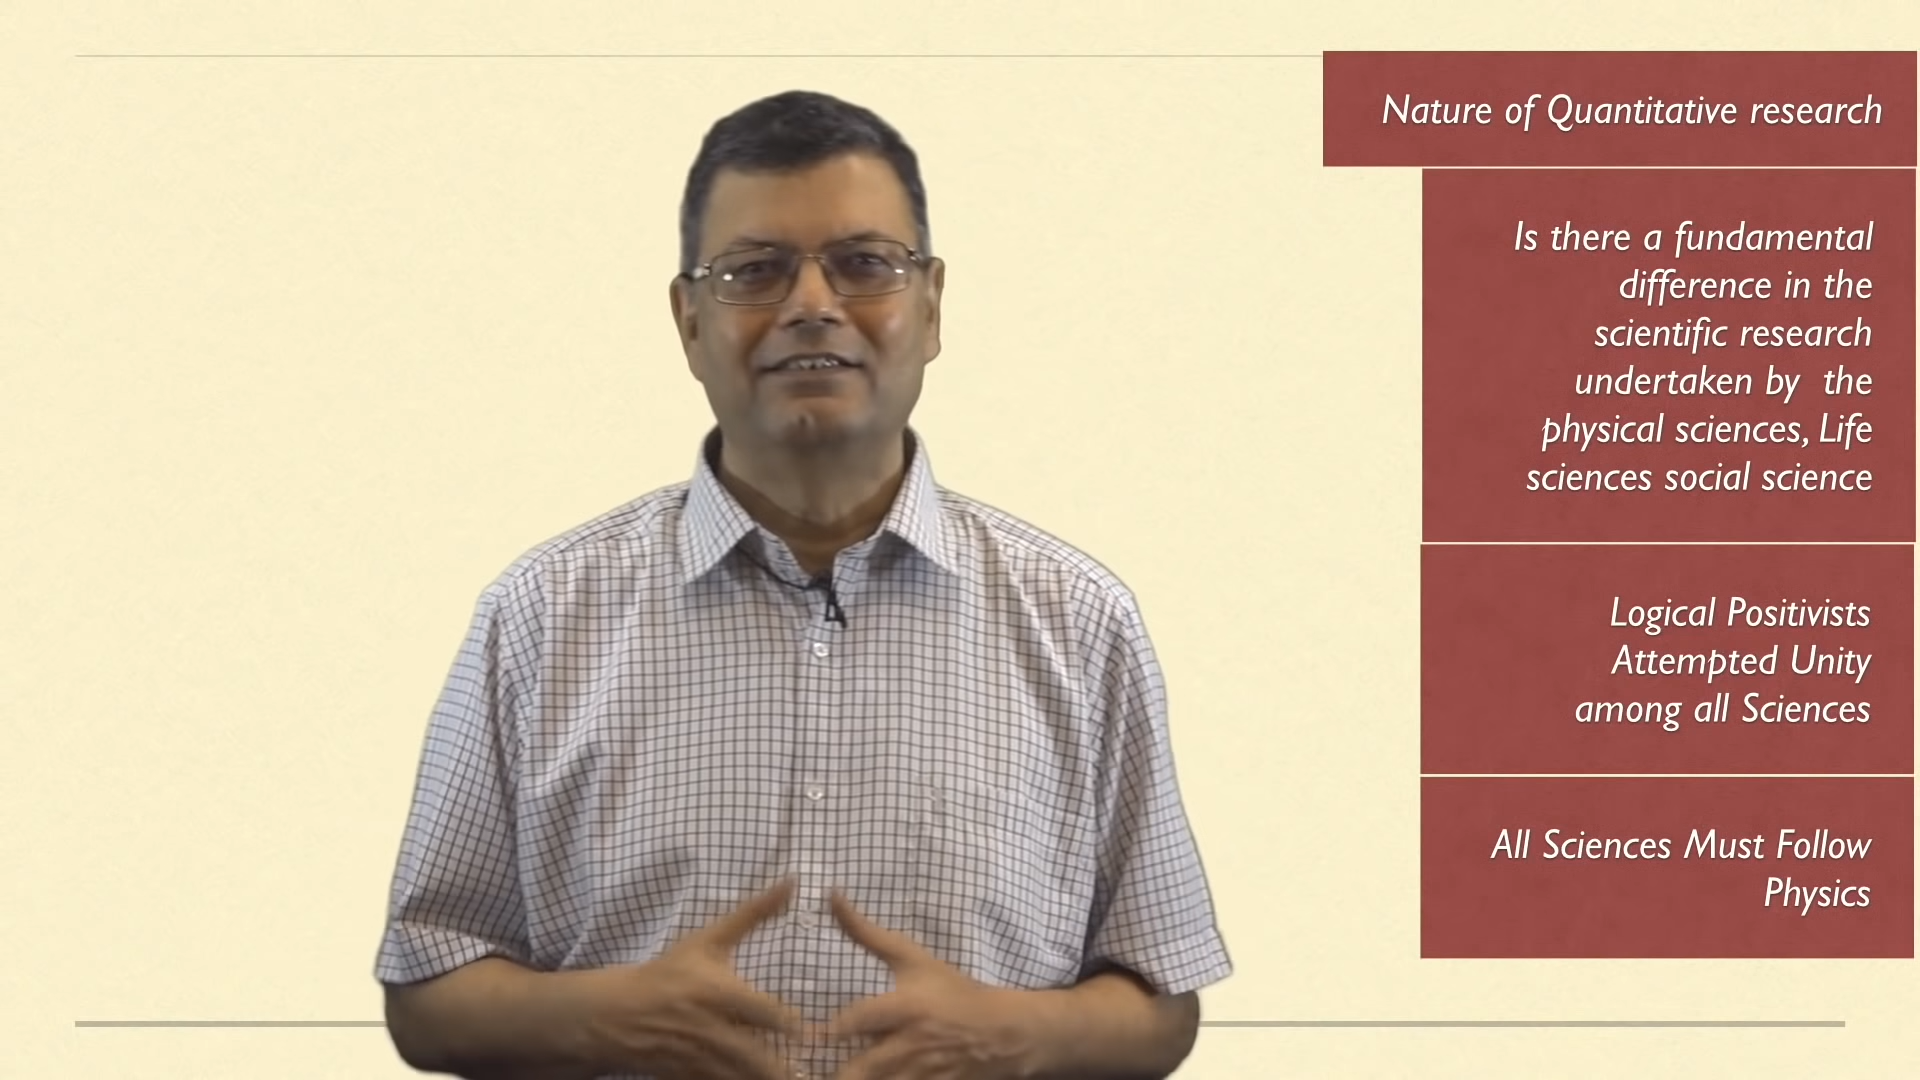 Nature of Quantitative research
Is there a fundamental
difference in the
scientific research
undertaken by the
physical sciences, Life
sciences social science
Logical Positivists
Attempted Unity
among all Sciences
All Sciences Must Follow
Physics